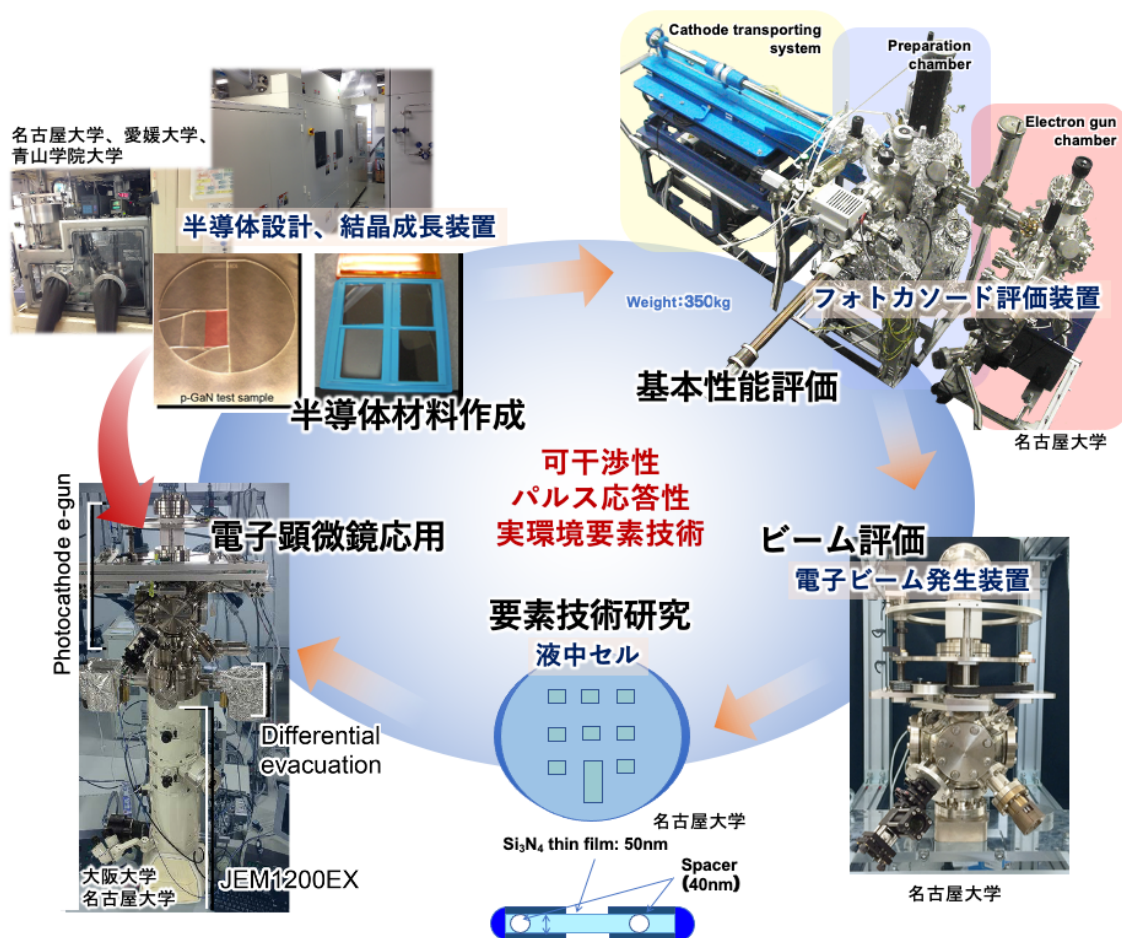 Cathode transporting
system
Preparation
chamber
Electron gun
chamber
名古屋大学、愛媛大学、
青山学院大学
半導体設計、結晶成長装置
Weight:350kg
フォトカソード評価装置
p-GaN test sample
半導体材料作成
基本性能評価
名古屋大学
可干渉性
パルス応答性
実環境要素技術
Photocathode e-gun
電子顕微鏡応用
ビーム評価
電子ビーム発生装置
要素技術研究
液中セル
Differential
evacuation
名古屋大学
Si₃N₄ thin film: 50nm
Spacer
(40nm)
大阪大学
名古屋大学
JEM1200EX
名古屋大学